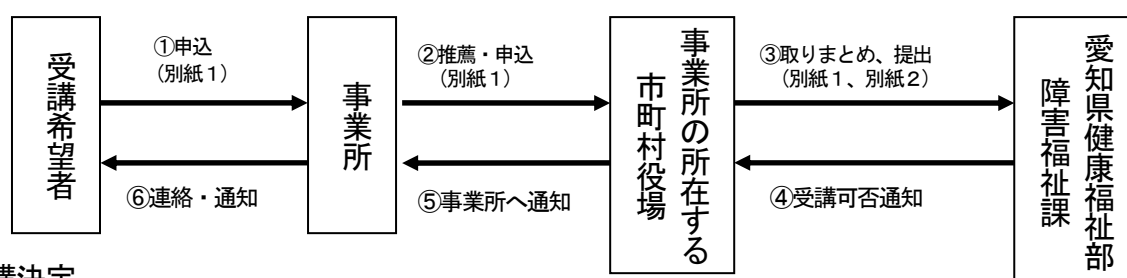 受講希望者
①申込
（別紙１）
⑥連絡・通知
事業所
②推薦・申込
（別紙１）
⑤事業所へ通知
事業所の所在する
市町村役場
③取りまとめ、提出
（別紙１、別紙２）
④受講可否通知
愛知県健康福祉部
障害福祉課
講決定